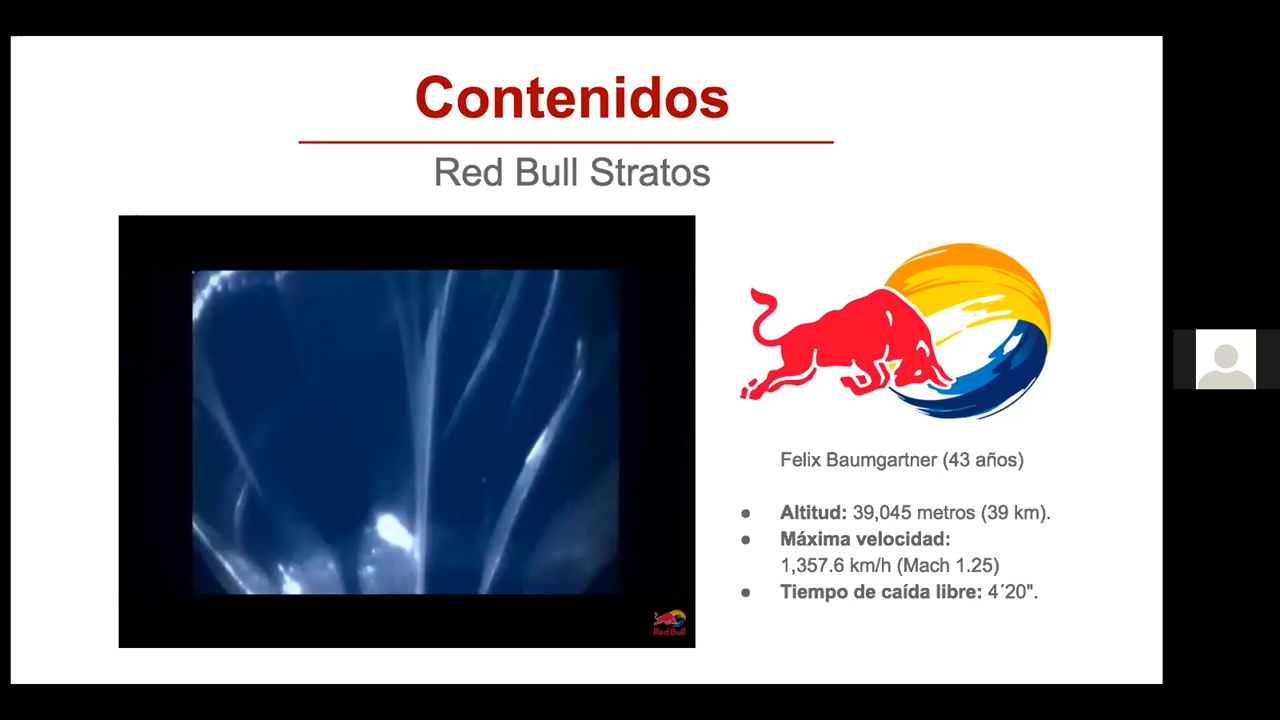 Contenidos
Red Bull Stratos
Red Bull
Felix Baumgartner (43 años)
● Altitud: 39,045 metros (39 km).
● Máxima velocidad:
1,357.6 km/h (Mach 1.25)
● Tiempo de caída libre: 4´20".